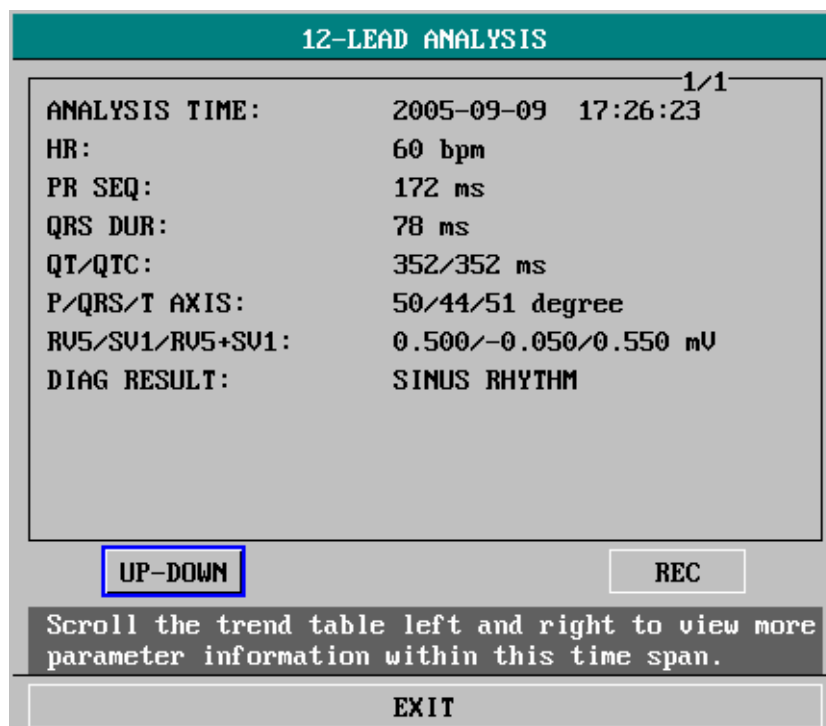 12-LEAD ANALYSIS
1/1
ANALYSIS TIME: 2005-09-09 17:26:23
HR: 60 bpm
PR SEQ: 172 ms
QRS DUR: 78 ms
QT/QTC: 352/352 ms
P/QRS/T AXIS: 50/44/51 degree
RV5/SV1/RV5+SV1: 0.500/-0.050/0.550 mV
DIAG RESULT: SINUS RHYTHM
UP-DOWN REC
Scroll the trend table left and right to view more
parameter information within this time span.
EXIT